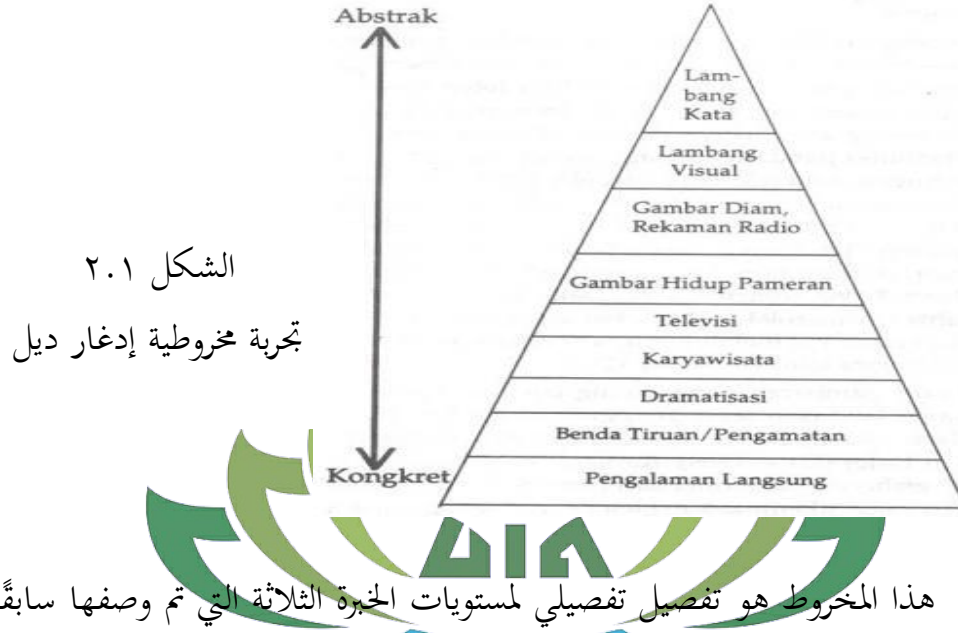 Abstrak
Lam-
bang
Kata
Lambang
Visual
Gambar Diam,
Rekaman Radio
Gambar Hidup Pameran
Televisi
Karyawisata
Dramatisasi
Benda Tiruan/Pengamatan
Pengalaman Langsung
Kongkret
الشكل ٢.١
تجربة مخروطية إدغار ديل
هذا المخروط هو تفصيل تفصيلي لمستويات الخبرة الثلاثة التي تم وصفها سابقًا